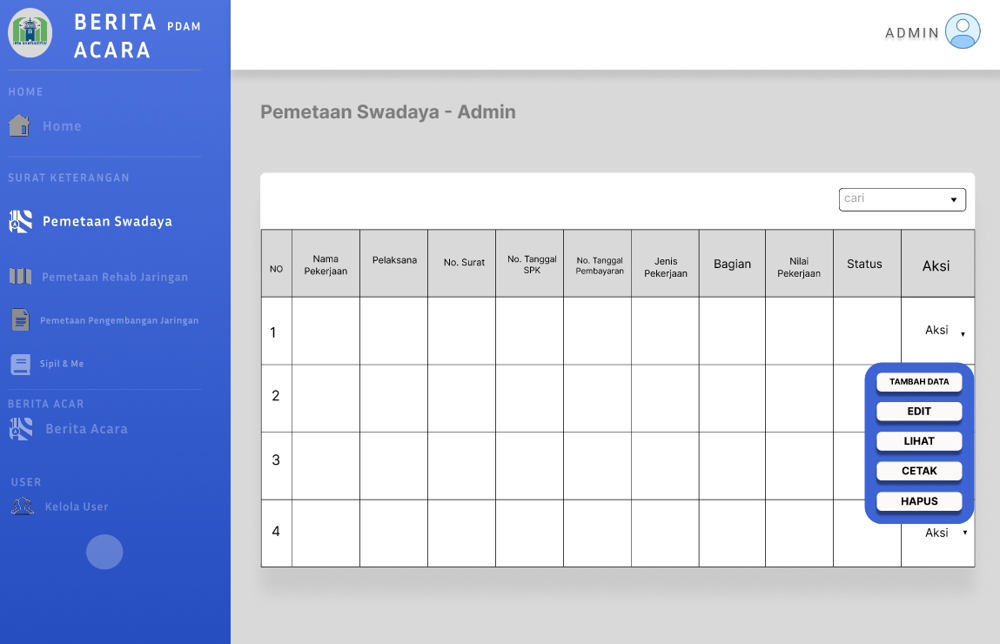 BERITA PDAM
ACARA
ADMIN
HOME
Home
SURAT KETERANGAN
Pemetaan Swadaya
Pemetaan Rehab Jaringan
Pemetaan Pengembangan Jaringan
Sipil & Me
BERITA ACAR
Berita Acara
USER
Kelola User
Pemetaan Swadaya - Admin
cari
NO
Nama
Pekerjaan
Pelaksana
No. Surat
No. Tanggal
SPK
No. Tanggal
Pembayaran
Jenis
Pekerjaan
Bagian
Nilai
Pekerjaan
Status
Aksi
1
Aksi
2
TAMBAH DATA
EDIT
LIHAT
3
CETAK
HAPUS
4
Aksi